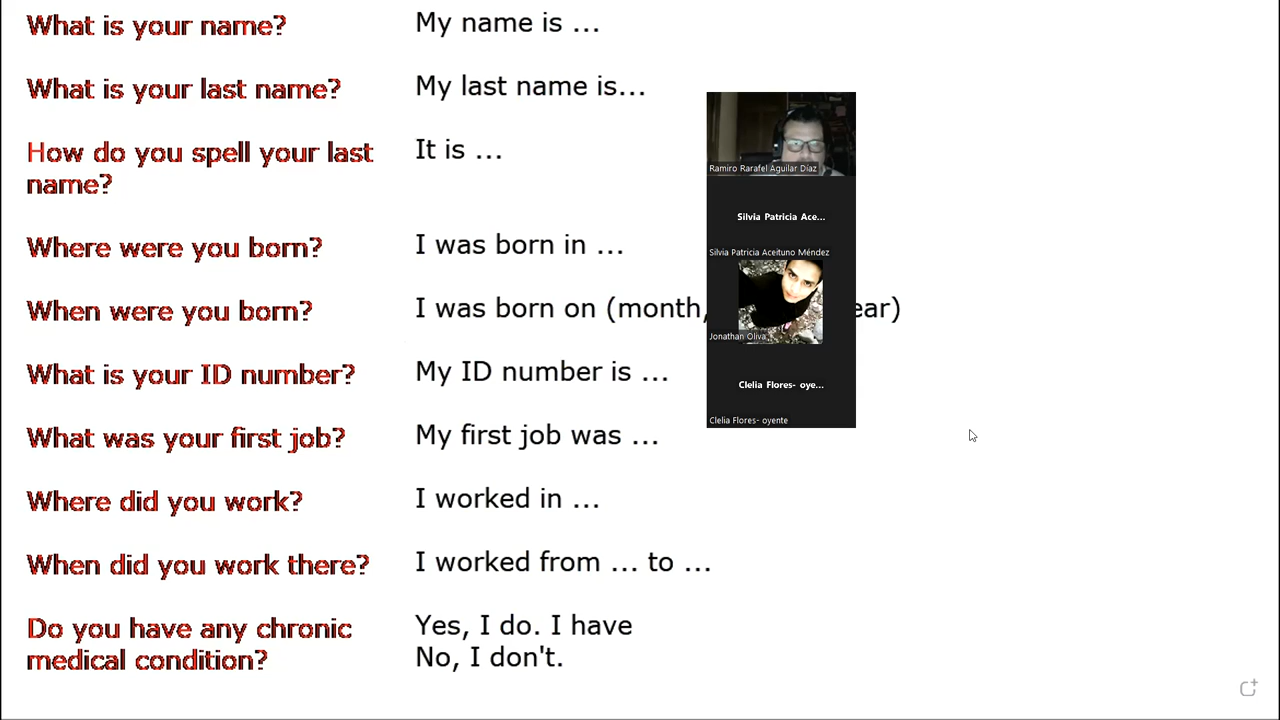 What is your name?
My name is ...
What is your last name?
My last name is...
How do you spell your last
name?
It is ...
Where were you born?
I was born in ...
When were you born?
I was born on (month, ear)
What is your ID number?
My ID number is ...
What was your first job?
My first job was ...
Where did you work?
I worked in ...
When did you work there?
I worked from ... to ...
Do you have any chronic
medical condition?
Yes, I do. I have
No, I don't.
Ramiro Rarafel Aguilar Díaz
Silvia Patricia Ace...
Silvia Patricia Aceituno Méndez
Jonathan Oliva
Clelia Flores- oye...
Clelia Flores- oyente